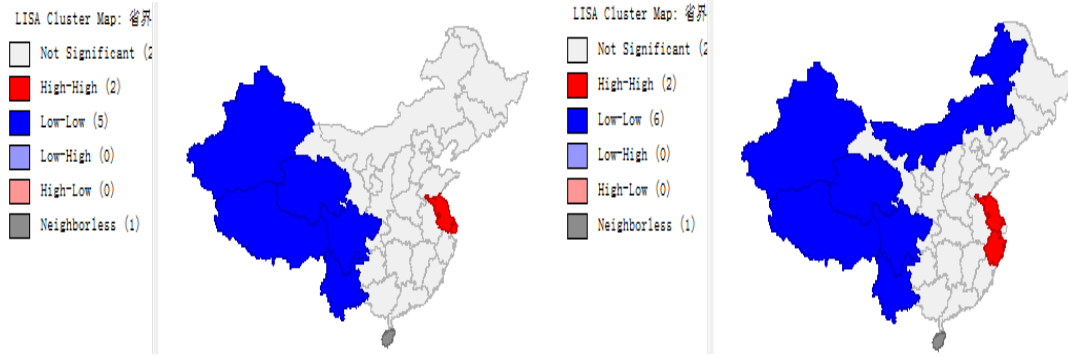 LISA Cluster Map: 省界
Not Significant (2
High-High (2)
Low-Low (5)
Low-High (0)
High-Low (0)
Neighborless (1)
LISA Cluster Map: 省界
Not Significant (2
High-High (2)
Low-Low (6)
Low-High (0)
High-Low (0)
Neighborless (1)